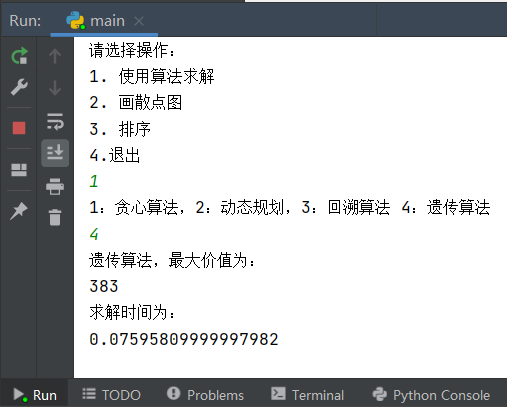 Run: main
请选择操作：
1. 使用算法求解
2. 画散点图
3. 排序
4.退出
1
1：贪心算法，2：动态规划，3：回溯算法 4：遗传算法
4
遗传算法，最大价值为：
383
求解时间为：
0.07595809999997982
Run TODO Problems Terminal Python Console